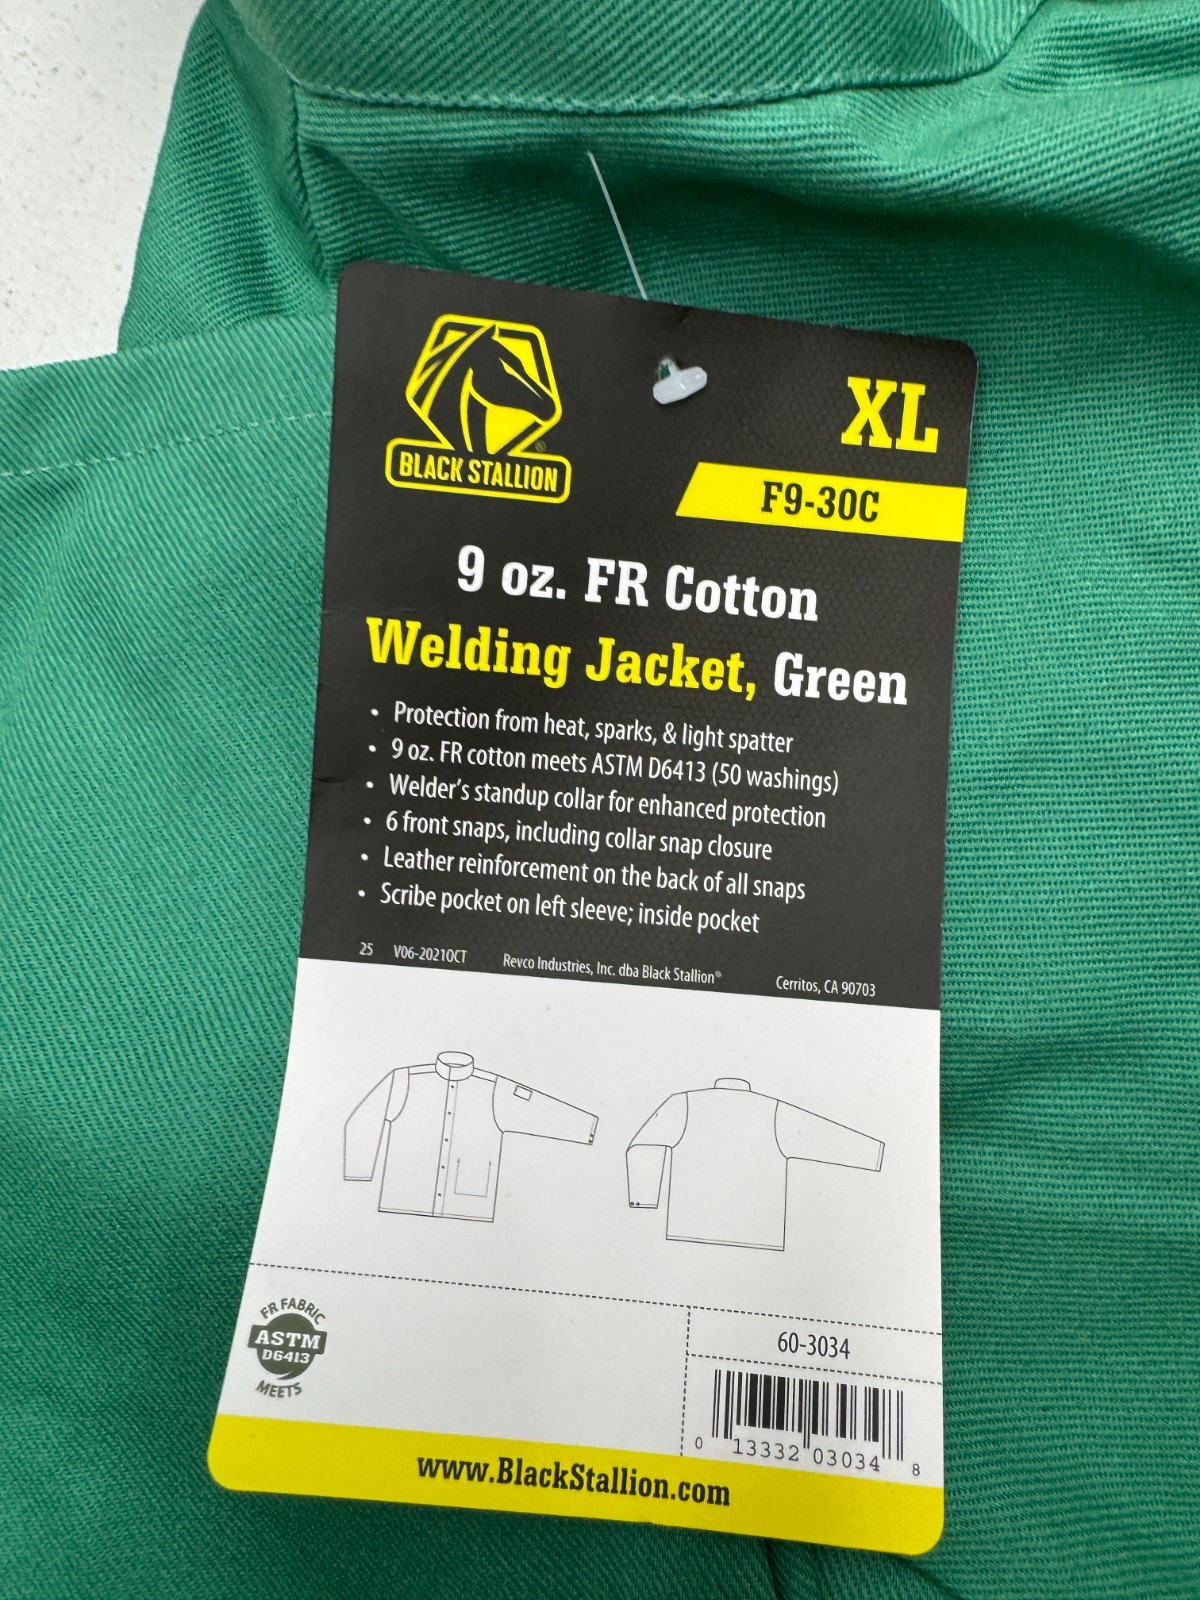 BLACK STALLION
®
XL
F9-30C
9 oz. FR Cotton
Welding Jacket, Green
• Protection from heat, sparks, & light spatter
• 9 oz. FR cotton meets ASTM D6413 (50 washings)
• Welder's standup collar for enhanced protection
• 6 front snaps, including collar snap closure
• Leather reinforcement on the back of all snaps
• Scribe pocket on left sleeve; inside pocket
25 V06-2021OCT Revco Industries, Inc. dba Black Stallion® Cerritos, CA 90703
FR FABRIC
ASTM
D6413
MEETS
60-3034
0 13332 03034 8
www.BlackStallion.com